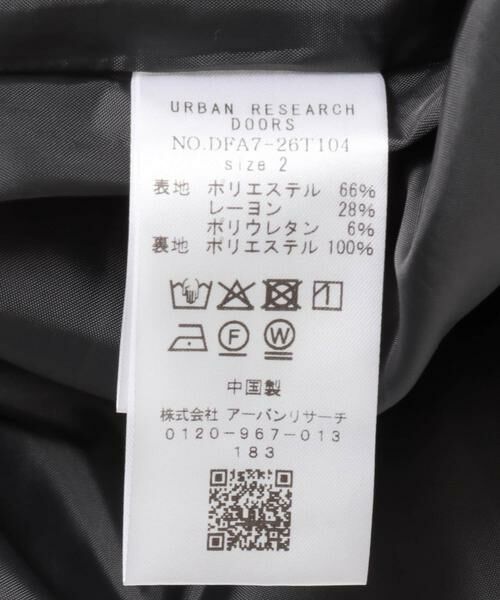 URBAN RESEARCH
DOORS
NO.DFA7-26T104
size 2
表地 ポリエステル 66%
レーヨン 28%
ポリウレタン 6%
裏地 ポリエステル 100%
F W
中国製
株式会社 アーバンリサーチ
0120-967-013
183